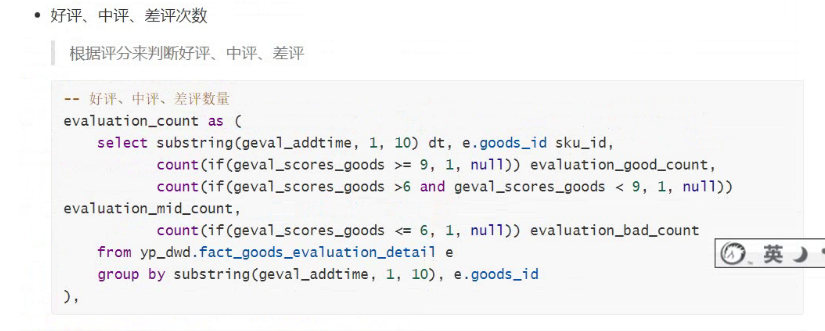 好评、中评、差评次数
根据评分来判断好评、中评、差评
-- 好评、中评、差评数量
evaluation_count as (
select substring(geval_addtime, 1, 10) dt, e.goods_id sku_id,
count(if(geval_scores_goods >= 9, 1, null)) evaluation_good_count,
count(if(geval_scores_goods >6 and geval_scores_goods < 9, 1, null))
evaluation_mid_count,
count(if(geval_scores_goods <= 6, 1, null)) evaluation_bad_count
from yp_dwd.fact_goods_evaluation_detail e
group by substring(geval_addtime, 1, 10), e.goods_id
),
英